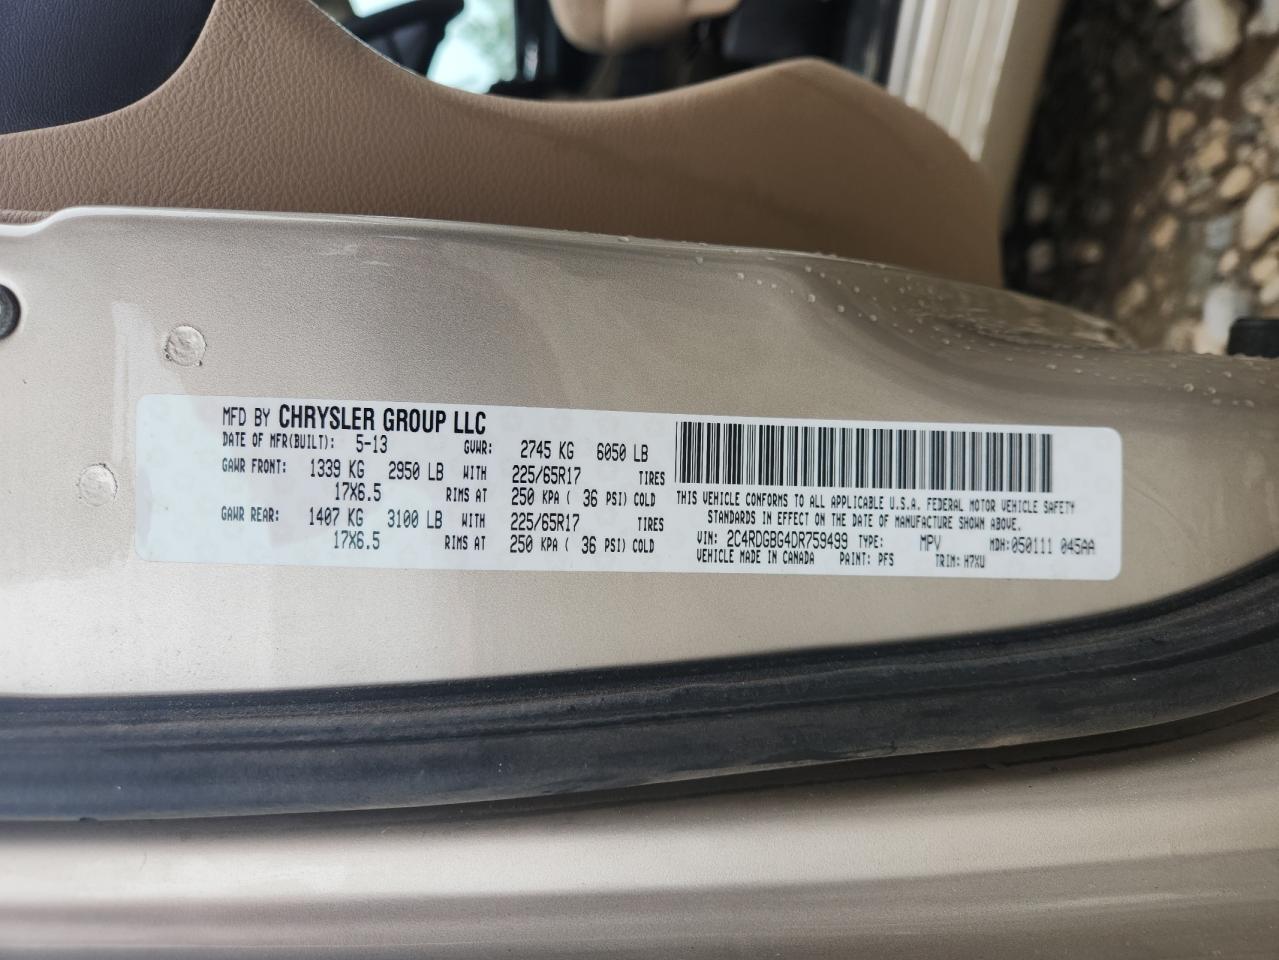 MFD BY CHRYSLER GROUP LLC
DATE OF MFR(BUILT): 5-13 GVWR: 2745 KG 6050 LB
GAWR FRONT: 1339 KG 2950 LB WITH 225/65R17 TIRES
17X6.5 RIMS AT 250 KPA ( 36 PSI) COLD
GAWR REAR: 1407 KG 3100 LB WITH 225/65R17 TIRES
17X6.5 RIMS AT 250 KPA ( 36 PSI) COLD
THIS VEHICLE CONFORMS TO ALL APPLICABLE U.S.A. FEDERAL MOTOR VEHICLE SAFETY
STANDARDS IN EFFECT ON THE DATE OF MANUFACTURE SHOWN ABOVE.
VIN: 2C4RDGBG4DR759499 TYPE: MPV MDH:050111 045AA
VEHICLE MADE IN CANADA PAINT: PFS TRIM: H7XU